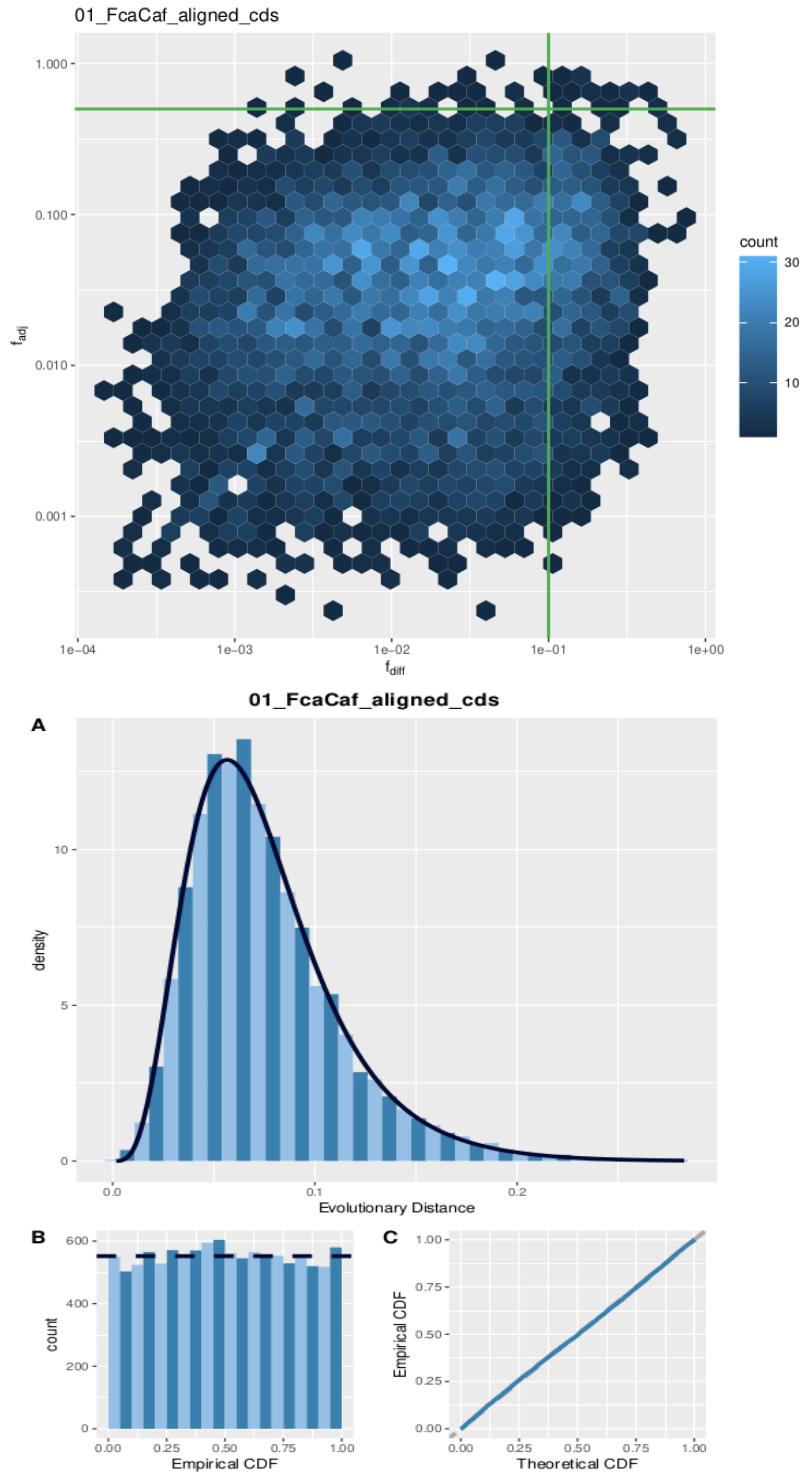 01_FcaCaf_aligned_cds
1.000
0.100
0.010
0.001
f_adj
1e−04 1e−03 1e−02 1e−01 1e+00
f_diff
count
30
20
10
01_FcaCaf_aligned_cds
A
10
5
0
density
0.0 0.1 0.2
Evolutionary Distance
B
600
400
200
0
count
0.00 0.25 0.50 0.75 1.00
Empirical CDF
C
1.00
0.75
0.50
0.25
0.00
Empirical CDF
0.00 0.25 0.50 0.75 1.00
Theoretical CDF